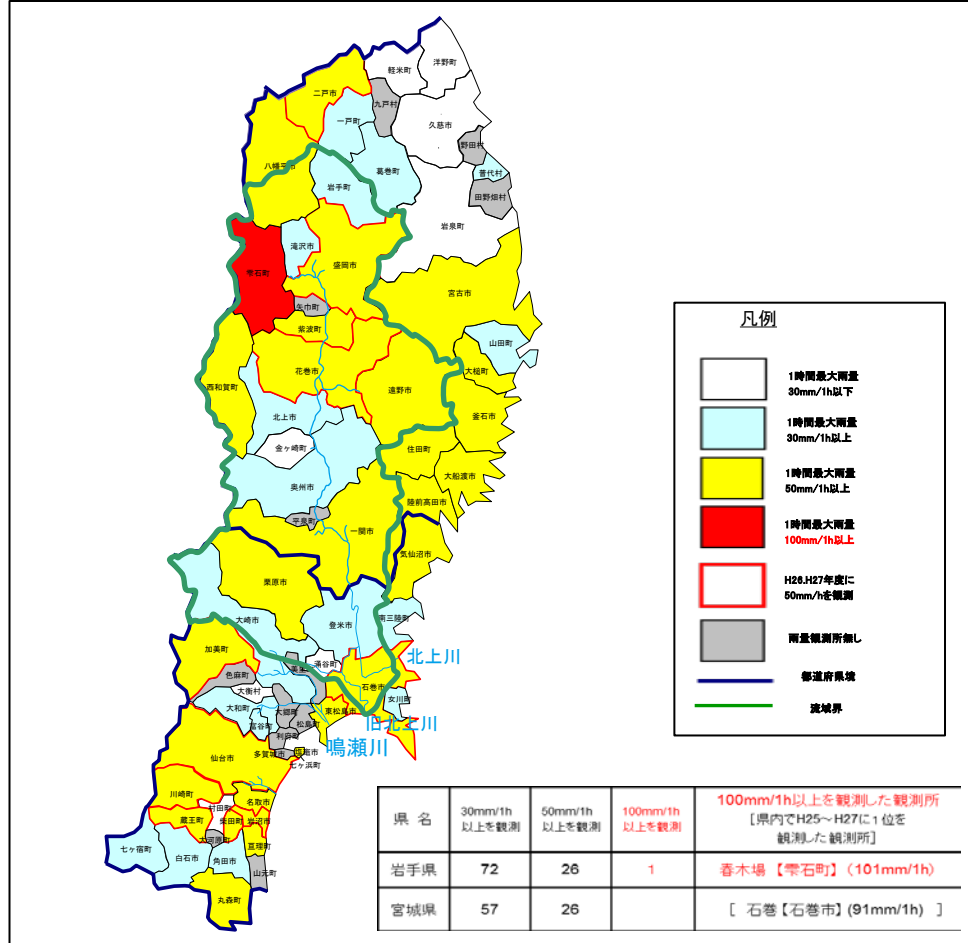 洋野町
軽米町
二戸市
九戸村
一戸町
久慈市
野田村
八幡平市
葛巻町
普代村
岩手町
田野畑村
岩泉町
滝沢市
盛岡市
雫石町
宮古市
矢巾町
紫波町
山田町
花巻市
大槌町
西和賀町
遠野市
釜石市
北上市
住田町
金ヶ崎町
大船渡市
奥州市
陸前高田市
平泉町
一関市
気仙沼市
栗原市
大崎市
登米市
南三陸町
加美町
涌谷町
北上川
色麻町
石巻市
大衡村
女川町
大和町
大郷町
東松島市
富谷町
松島町
旧北上川
利府町
鳴瀬川
仙台市
多賀城市
塩竈市
七ヶ浜町
川崎町
名取市
村田町
蔵王町
柴田町
岩沼市
大河原町
亘理町
七ヶ宿町
白石市
角田市
山元町
丸森町
凡例
1時間最大雨量
30mm/1h以下
1時間最大雨量
30mm/1h以上
1時間最大雨量
50mm/1h以上
1時間最大雨量
100mm/1h以上
H26.H27年度に
50mm/hを観測
雨量観測所無し
都道府県境
流域界
県 名 30mm/1h 以上を観測 50mm/1h 以上を観測 100mm/1h 以上を観測 100mm/1h以上を観測した観測所
[県内でH25～H27に1位を
観測した観測所]
岩手県 72 26 1 春木場【雫石町】(101mm/1h)
宮城県 57 26 [ 石巻【石巻市】(91mm/1h) ]